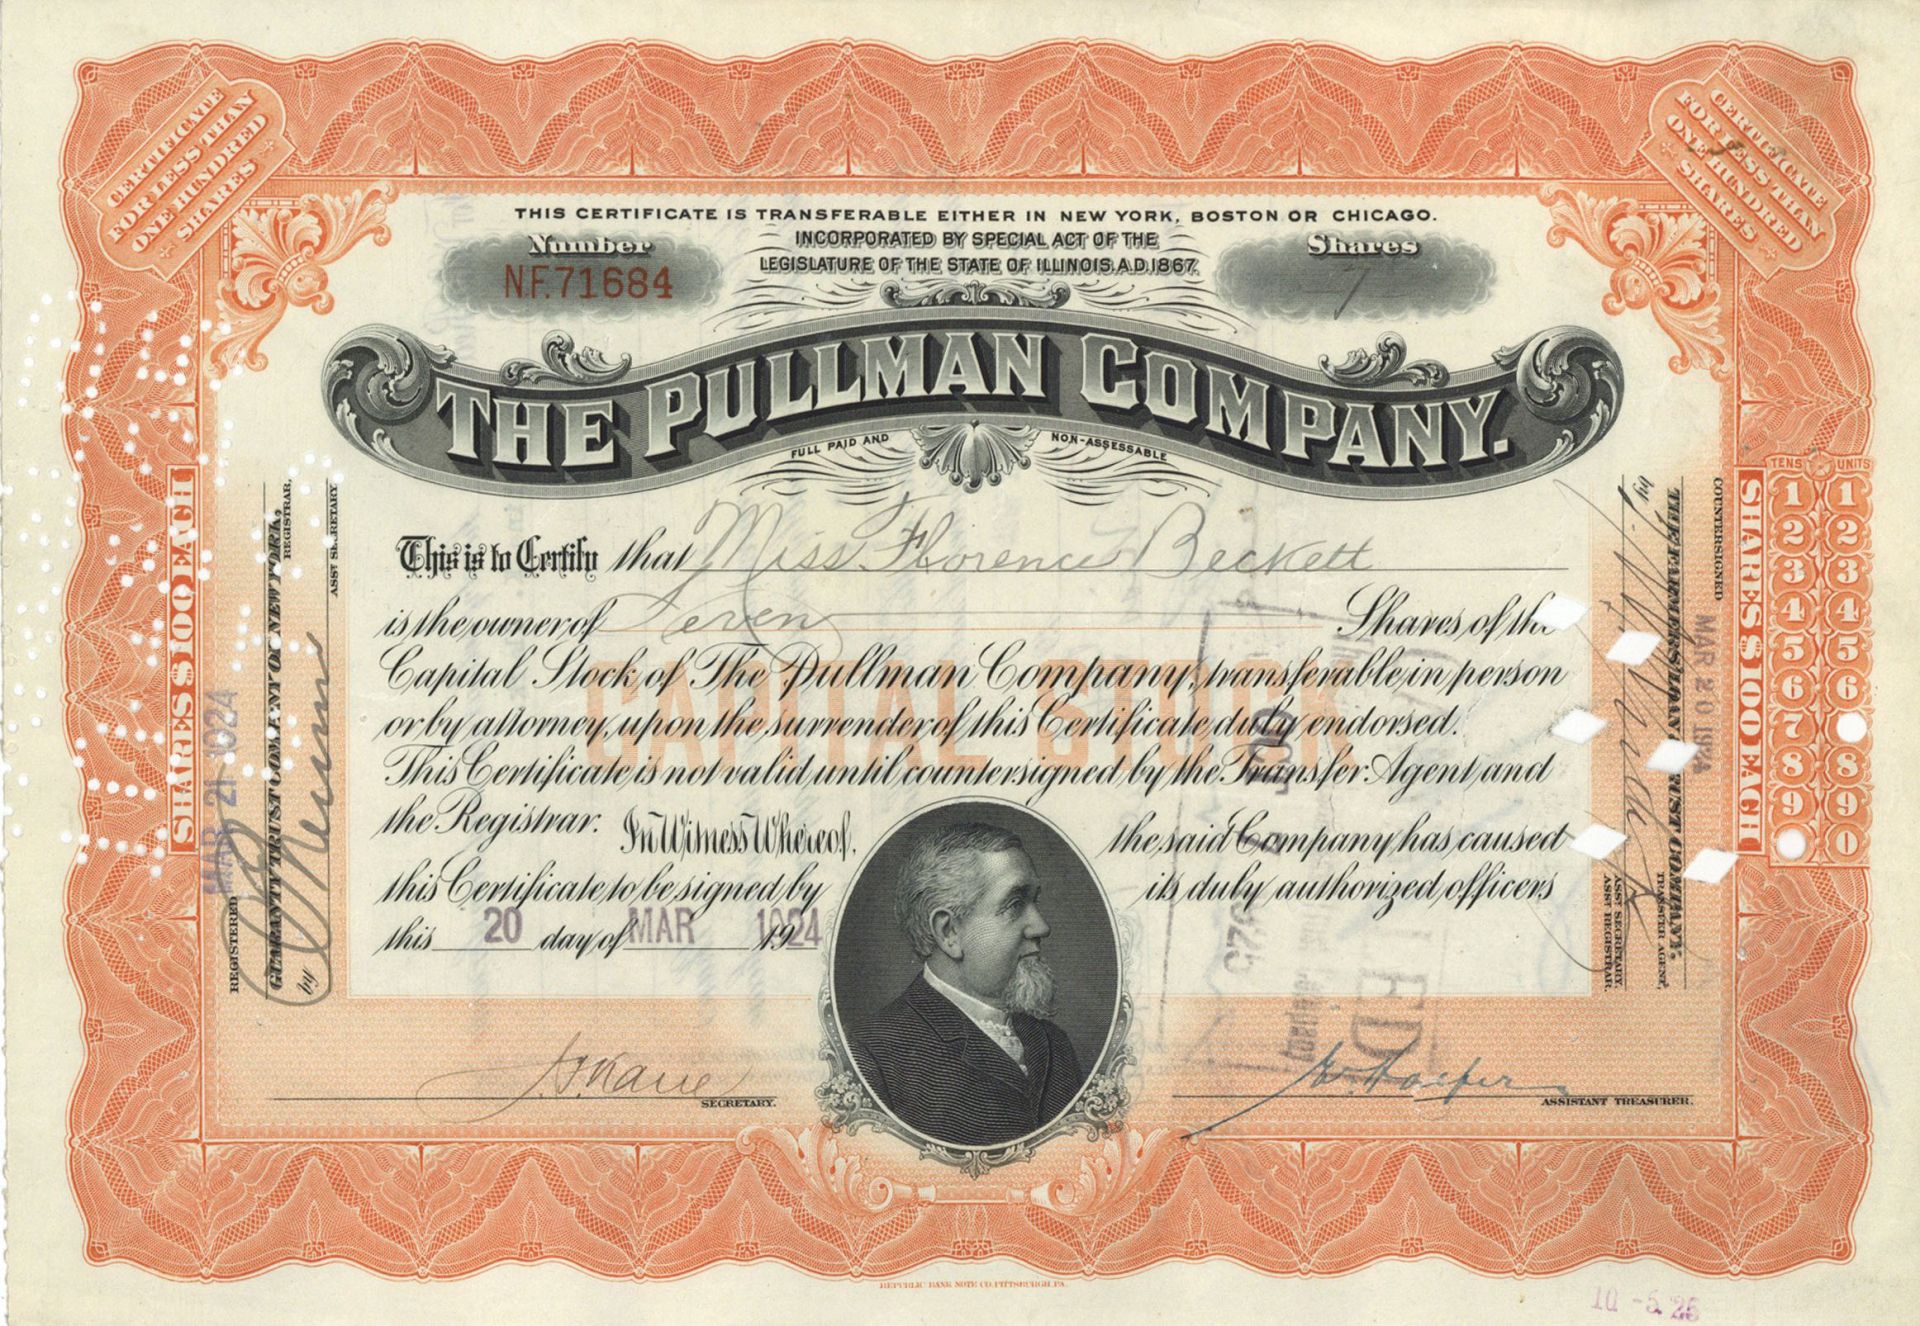 CERTIFICATE
FOR LESS THAN
ONE HUNDRED
SHARES
CERTIFICATE
FOR LESS THAN
ONE HUNDRED
SHARES
THIS CERTIFICATE IS TRANSFERABLE EITHER IN NEW YORK, BOSTON OR CHICAGO.
Number
N.F.71684
INCORPORATED BY SPECIAL ACT OF THE
LEGISLATURE OF THE STATE OF ILLINOIS, A.D. 1867.
Shares
7
THE PULLMAN COMPANY.
FULL PAID AND NON-ASSESSABLE
This is to Certify that Miss Florence Beckett
is the owner of Seven Shares of the
Capital Stock of The Pullman Company, transferable in person
or by attorney, upon the surrender of this Certificate duly endorsed.
This Certificate is not valid until countersigned by the Transfer Agent and
the Registrar. In Witness Whereof, the said Company has caused
this Certificate to be signed by its duly authorized officers
this 20 day of MAR 1924
CAPITAL STOCK
SECRETARY.
ASSISTANT TREASURER.
SHARES $100 EACH
MAR 21 1924
REGISTERED
GUARANTY TRUST COMPANY OF NEW YORK,
REGISTRAR,
by
ASST SECRETARY
COUNTERSIGNED
MAR 20 1924
THE FARMERS LOAN AND TRUST COMPANY.
TRANSFER AGENT.
by
ASST SECRETARY.
ASST REGISTRAR.
SHARES $100 EACH
TENS UNITS
1 1
2 2
3 3
4 4
5 5
6 6
7
8 8
9 9
0
REPUBLIC BANK NOTE CO. PITTSBURGH, PA.
10 -5. 26